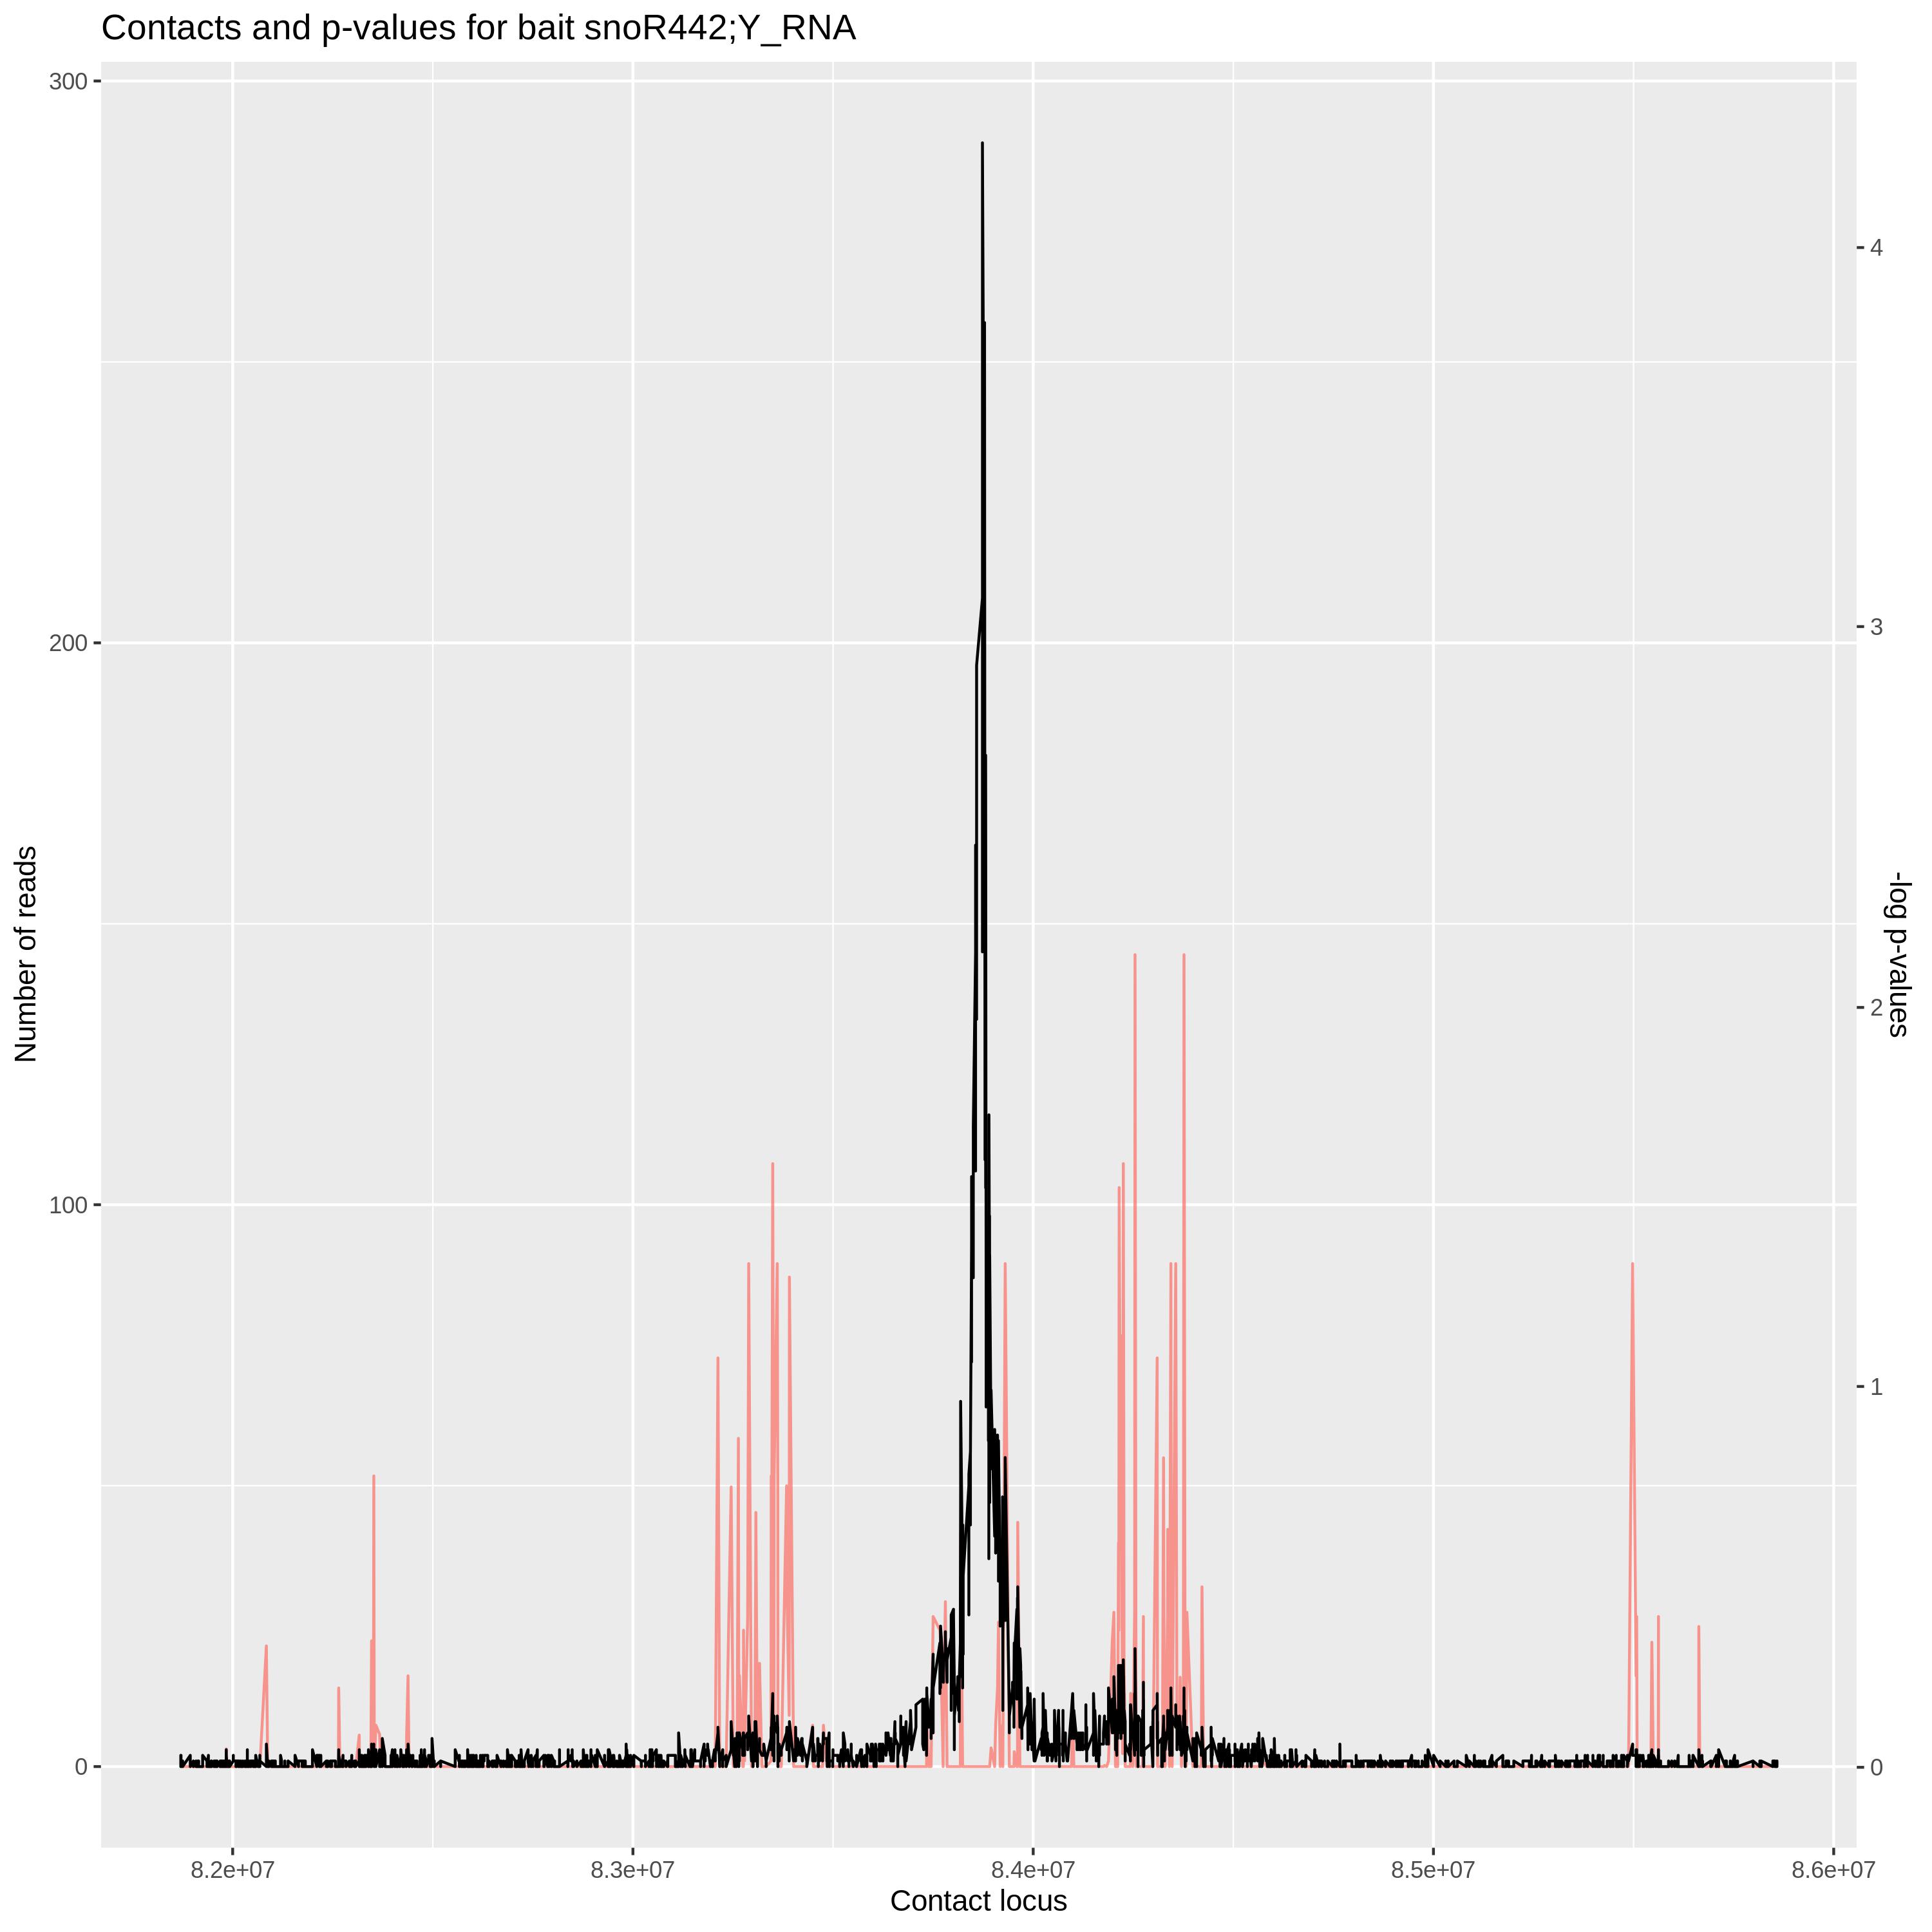 Contacts and p-values for bait snoR442;Y_RNA
300
200
100
0
Number of reads
4
3
2
1
0
-log p-values
8.2e+07
8.3e+07
8.4e+07
8.5e+07
8.6e+07
Contact locus